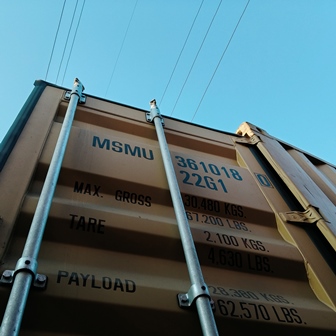 MSMU 361018 0
22G1
MAX. GROSS 30.480 KGS.
67.200 LBS.
TARE 2.100 KGS.
4.630 LBS.
PAYLOAD 28.380 KGS.
62.570 LBS.